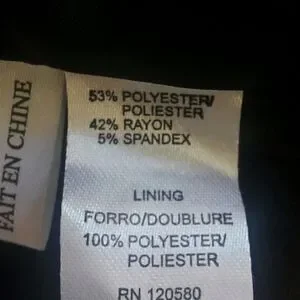 FAIT EN CHINE
53% POLYESTER/
POLIESTER
42% RAYON
5% SPANDEX
LINING
FORRO/DOUBLURE
100% POLYESTER/
POLIESTER
RN 120580